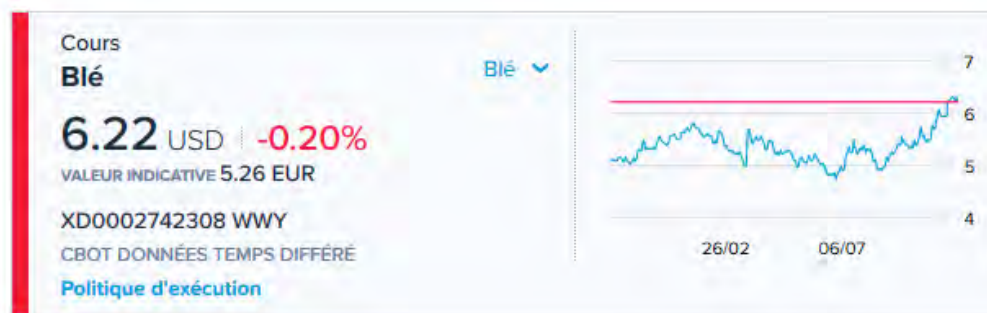 Cours
Blé
Blé
6.22 USD -0.20%
VALEUR INDICATIVE 5.26 EUR
XD0002742308 WWY
CBOT DONNÉES TEMPS DIFFÉRÉ
Politique d'exécution
7
6
5
4
26/02 06/07